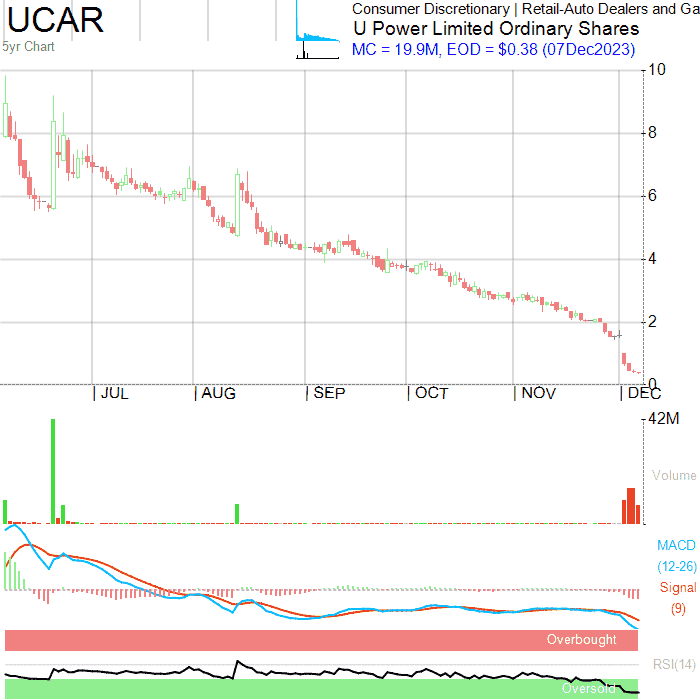 UCAR
Consumer Discretionary | Retail-Auto Dealers and Ga
U Power Limited Ordinary Shares
5yr Chart
MC = 19.9M, EOD = $0.38 (07Dec2023)
10
8
6
4
2
0
| JUL | AUG | SEP | OCT | NOV | DEC
42M
Volume
MACD
(12-26)
Signal
(9)
Overbought
RSI(14)
Oversold